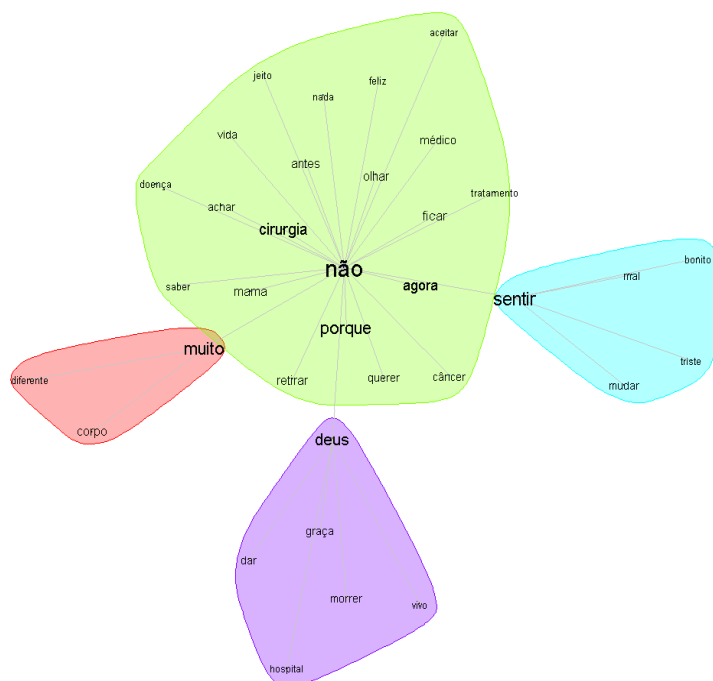 aceitar
jeito
feliz
nada
vida
médico
antes
olhar
doença
tratamento
achar
ficar
cirurgia
bonito
não
rrral
saber
agora
mama
sentir
porque
muito
triste
diferente
retirar
querer
câncer
mudar
corpo
deus
graça
dar
morrer
vivo
hospital